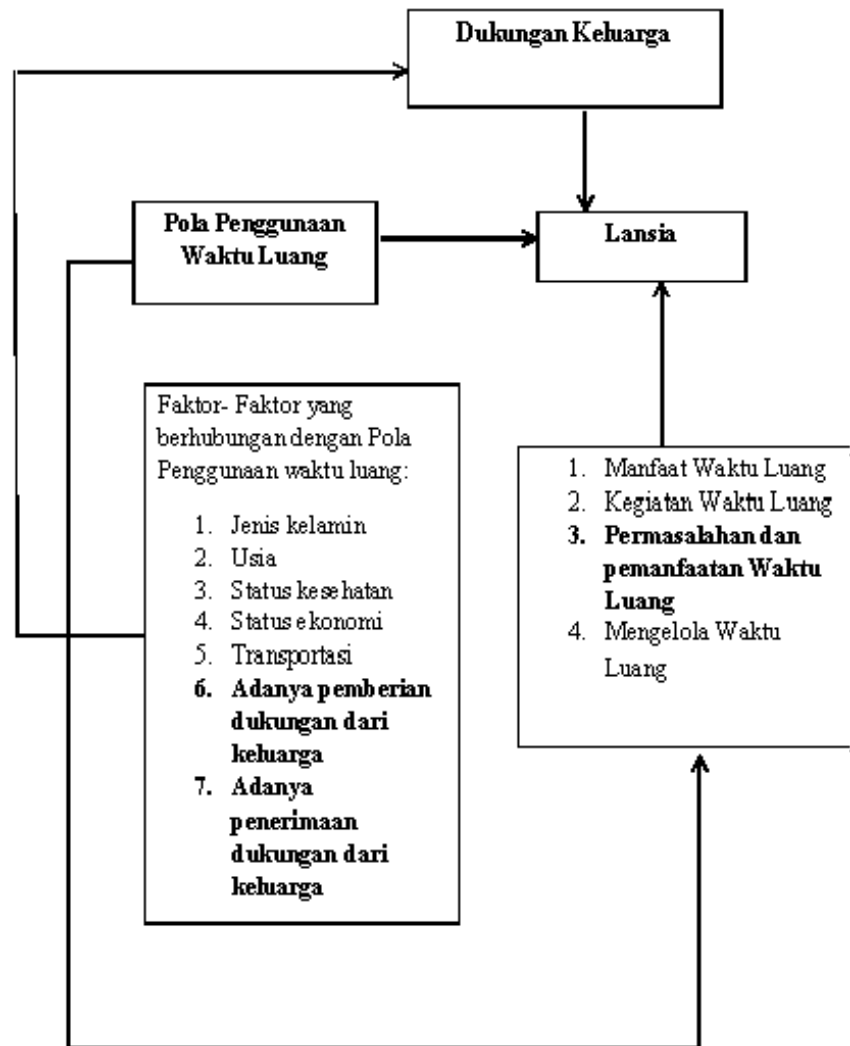 Dukungan Keluarga
Pola Penggunaan
Waktu Luang
Lansia
Faktor- Faktor yang
berhubungan dengan Pola
Penggunaan waktu luang:
1. Jenis kelamin
2. Usia
3. Status kesehatan
4. Status ekonomi
5. Transportasi
6. Adanya pemberian
dukungan dari
keluarga
7. Adanya
penerimaan
dukungan dari
keluarga
1. Manfaat Waktu Luang
2. Kegiatan Waktu Luang
3. Permasalahan dan
pemanfaatan Waktu
Luang
4. Mengelola Waktu
Luang